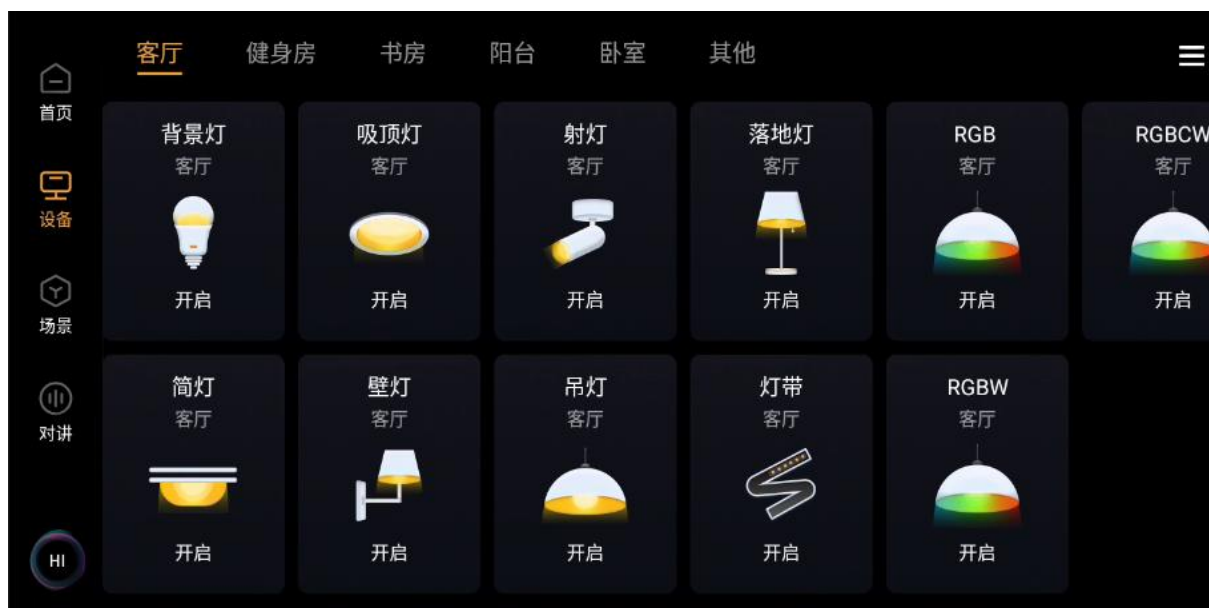 客厅 健身房 书房 阳台 卧室 其他
首页
设备
场景
对讲
HI
背景灯 吸顶灯 射灯 落地灯 RGB RGBCW
客厅 客厅 客厅 客厅 客厅 客厅
开启 开启 开启 开启 开启 开启
简灯 壁灯 吊灯 灯带 RGBW
客厅 客厅 客厅 客厅 客厅
开启 开启 开启 开启 开启